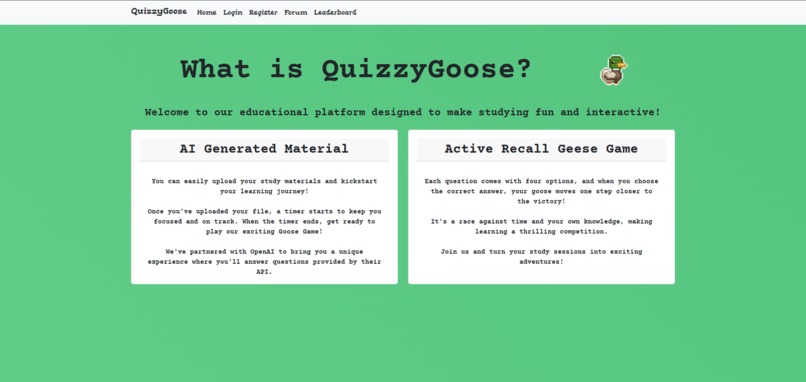 QuizzyGoose Home Login Register Forum Leaderboard
What is QuizzyGoose?
Welcome to our educational platform designed to make studying fun and interactive!
AI Generated Material
You can easily upload your study materials and kickstart
your learning journey!
Once you've uploaded your file, a timer starts to keep you
focused and on track. When the timer ends, get ready to
play our exciting Goose Game!
We've partnered with OpenAI to bring you a unique
experience where you'll answer questions provided by their
API.
Active Recall Geese Game
Each question comes with four options, and when you choose
the correct answer, your goose moves one step closer to
the victory!
It's a race against time and your own knowledge, making
learning a thrilling competition.
Join us and turn your study sessions into exciting
adventures!